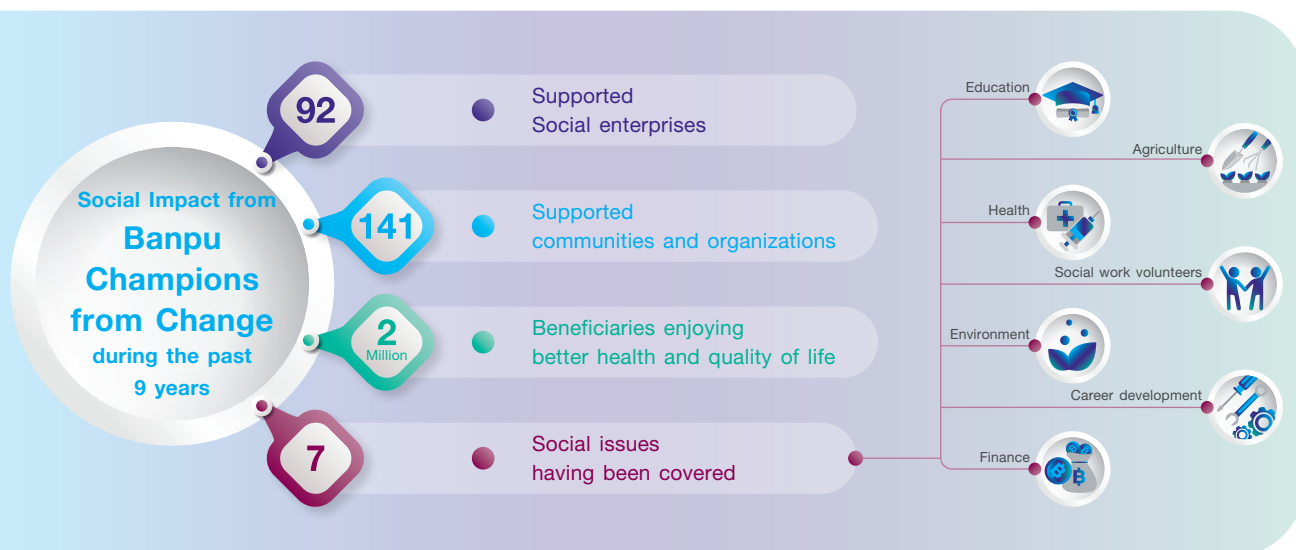 Social Impact from
Banpu
Champions
from Change
during the past
9 years
92
Supported
Social enterprises
141
Supported
communities and organizations
2
Million
Beneficiaries enjoying
better health and quality of life
7
Social issues
having been covered
Education
Agriculture
Health
Social work volunteers
Environment
Career development
Finance